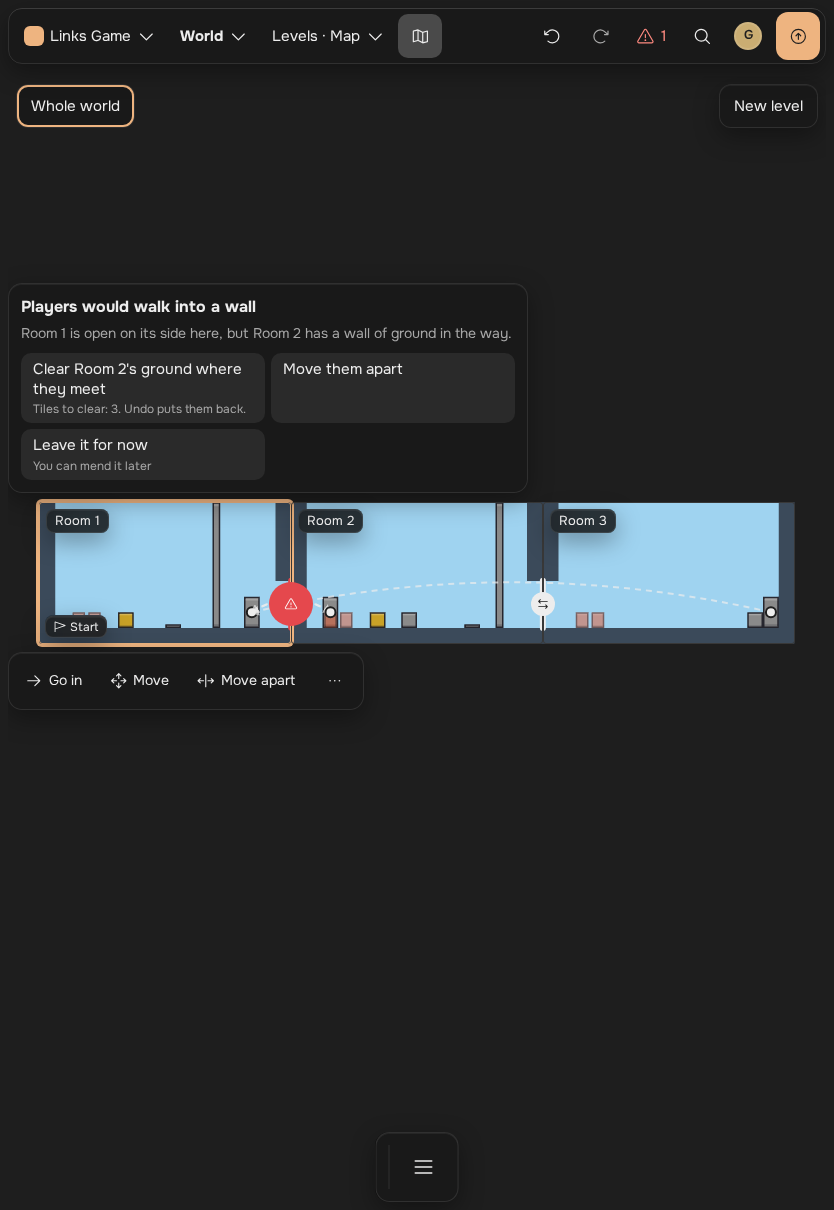 Links Game
World
Levels · Map
1
G
Whole world
New level
Players would walk into a wall
Room 1 is open on its side here, but Room 2 has a wall of ground in the way.
Clear Room 2's ground where
they meet
Tiles to clear: 3. Undo puts them back.
Move them apart
Leave it for now
You can mend it later
Room 1
Room 2
Room 3
Start
Go in
Move
Move apart
...